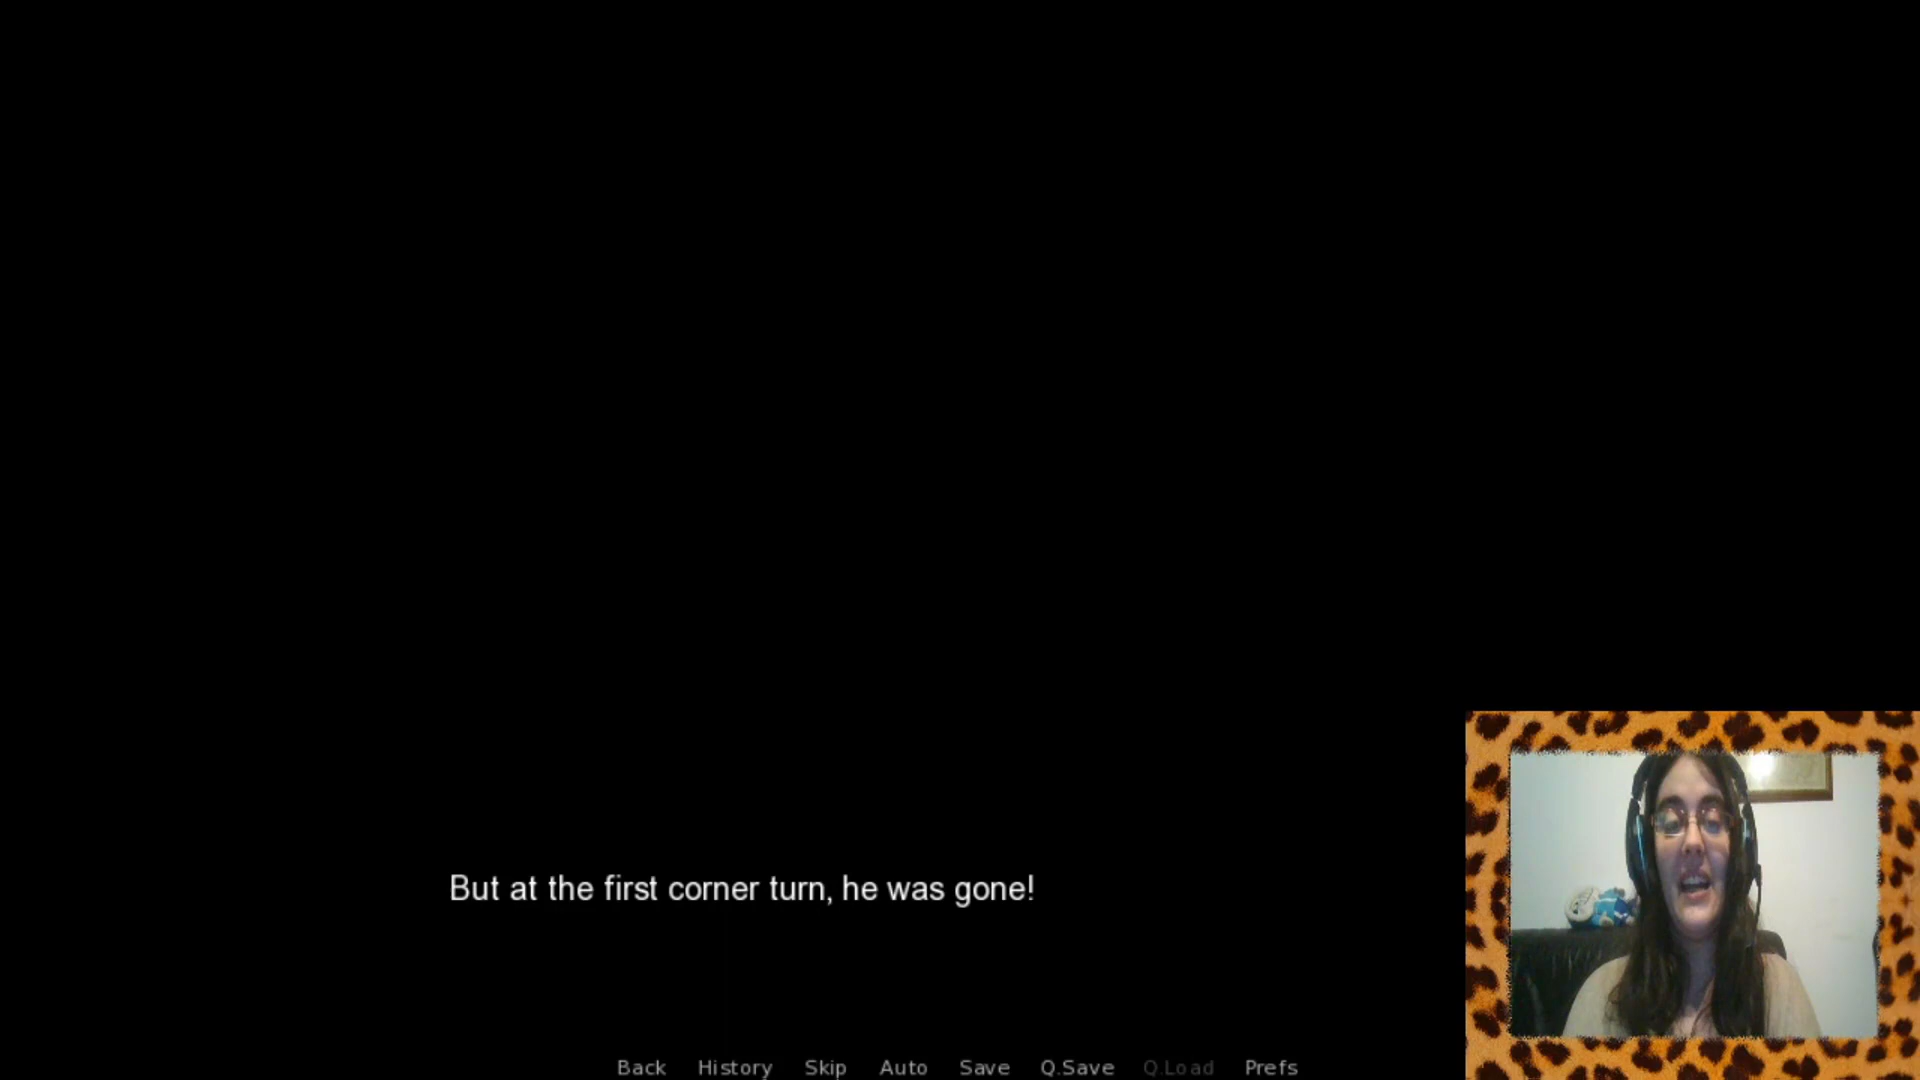 But at the first corner turn, he was gone!
Back History Skip Auto Save Q.Save Q.Load Prefs